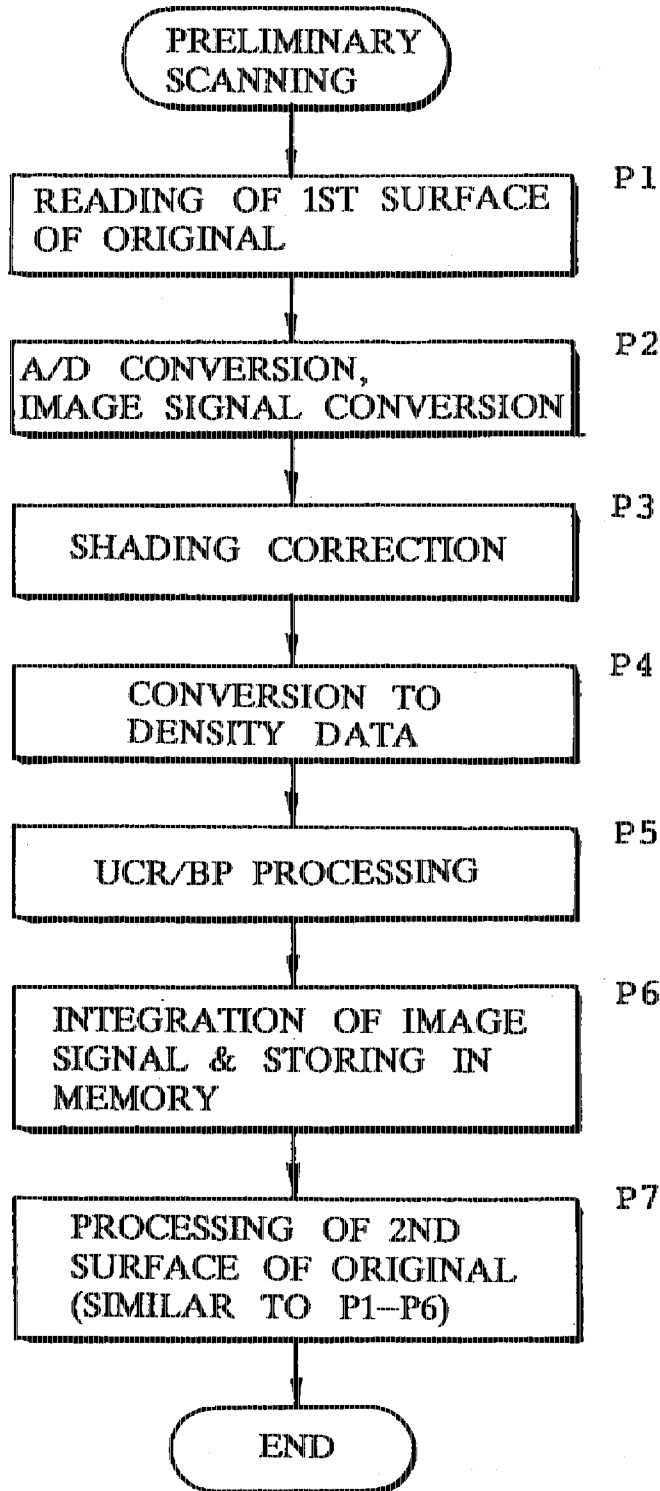 PRELIMINARY
SCANNING
P1
READING OF 1ST SURFACE
OF ORIGINAL
P2
A/D CONVERSION,
IMAGE SIGNAL CONVERSION
P3
SHADING CORRECTION
P4
CONVERSION TO
DENSITY DATA
P5
UCR/BP PROCESSING
P6
INTEGRATION OF IMAGE
SIGNAL & STORING IN
MEMORY
P7
PROCESSING OF 2ND
SURFACE OF ORIGINAL
(SIMILAR TO P1-P6)
END